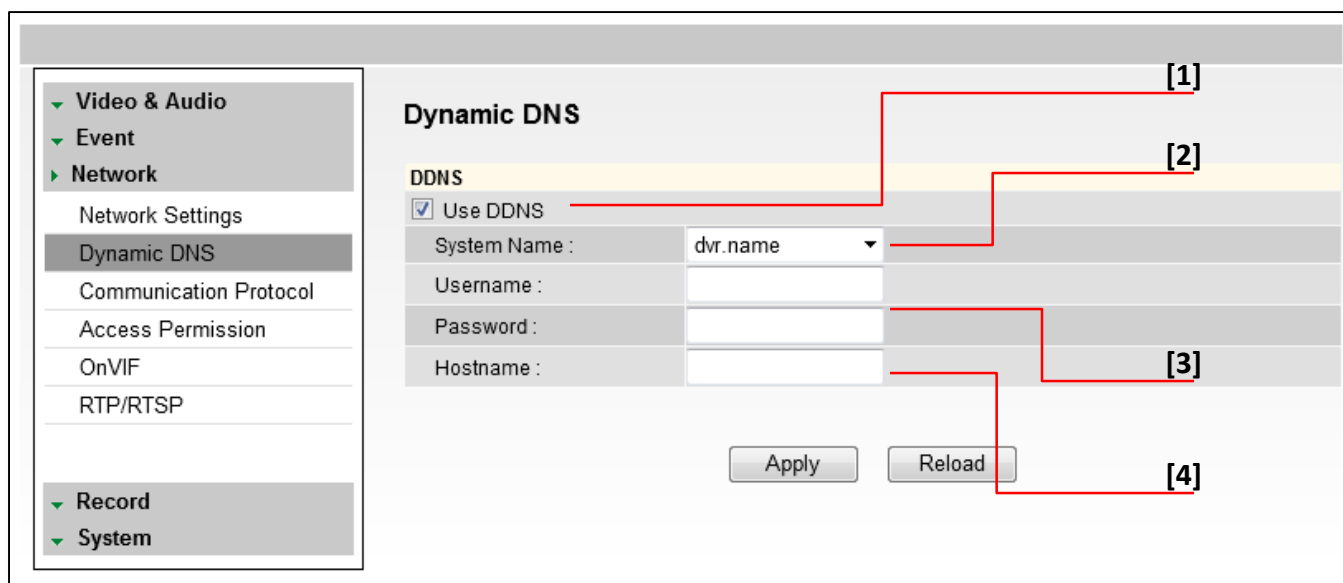 Video & Audio
Event
Network
Network Settings
Dynamic DNS
Communication Protocol
Access Permission
OnVIF
RTP/RTSP
Record
System
Dynamic DNS
DDNS
Use DDNS
System Name : dvr.name
Username :
Password :
Hostname :
Apply Reload
[1]
[2]
[3]
[4]